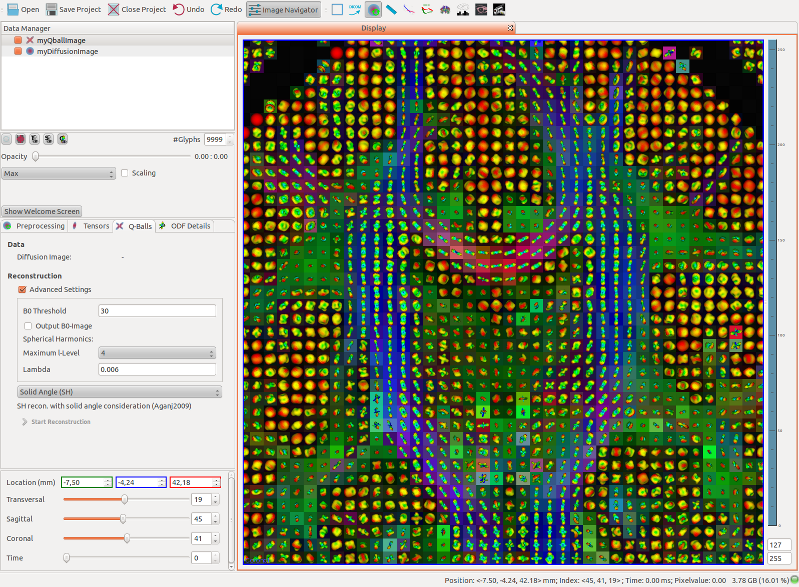 Open Save Project Close Project Undo Redo Image Navigator
Data Manager
myQballImage
myDiffusionImage
#Glyphs 9999
Opacity 0.00 : 0.00
Max Scaling
Show Welcome Screen
Preprocessing Tensors Q-Balls ODF Details
Data
Diffusion Image: -
Reconstruction
Advanced Settings
B0 Threshold 30
Output B0-Image
Spherical Harmonics:
Maximum l-Level 4
Lambda 0.006
Solid Angle (SH)
SH recon. with solid angle consideration (Aganj2009)
Start Reconstruction
Location (mm) -7,50 -4,24 42,18
Transversal 19
Sagittal 45
Coronal 41
Time 0
Display
127
255
Position: <-7.50, -4.24, 42.18> mm; Index: <45, 41, 19> ; Time: 0.00 ms; Pixelvalue: 0.00 3.78 GB (16.01 %)